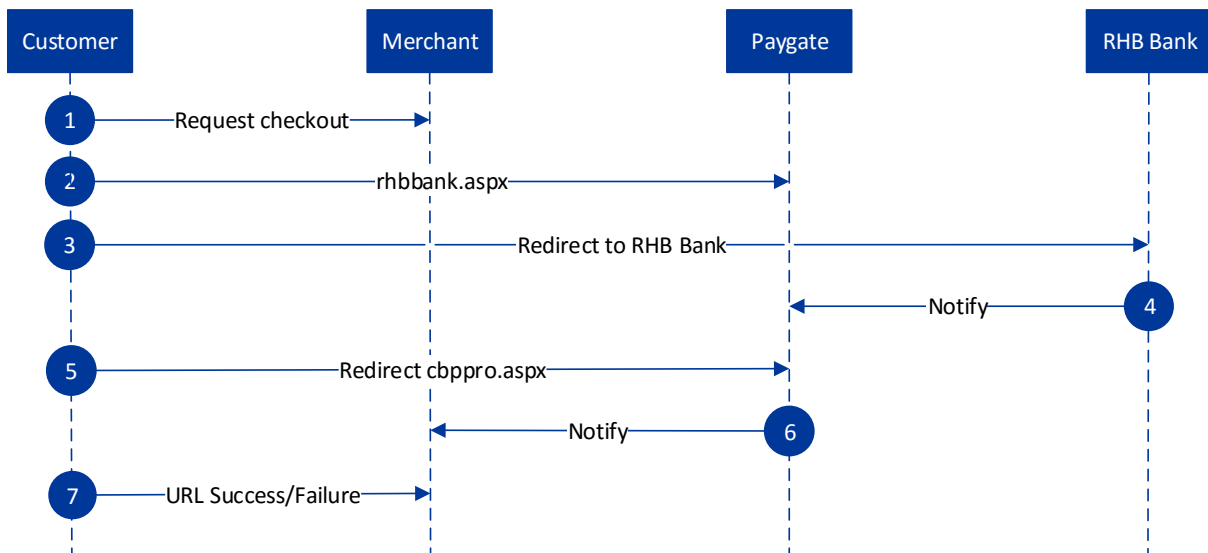 Customer
Merchant
Paygate
RHB Bank
1
Request checkout
2
rhbbank.aspx
3
Redirect to RHB Bank
Notify
4
5
Redirect cbppro.aspx
Notify
6
7
URL Success/Failure